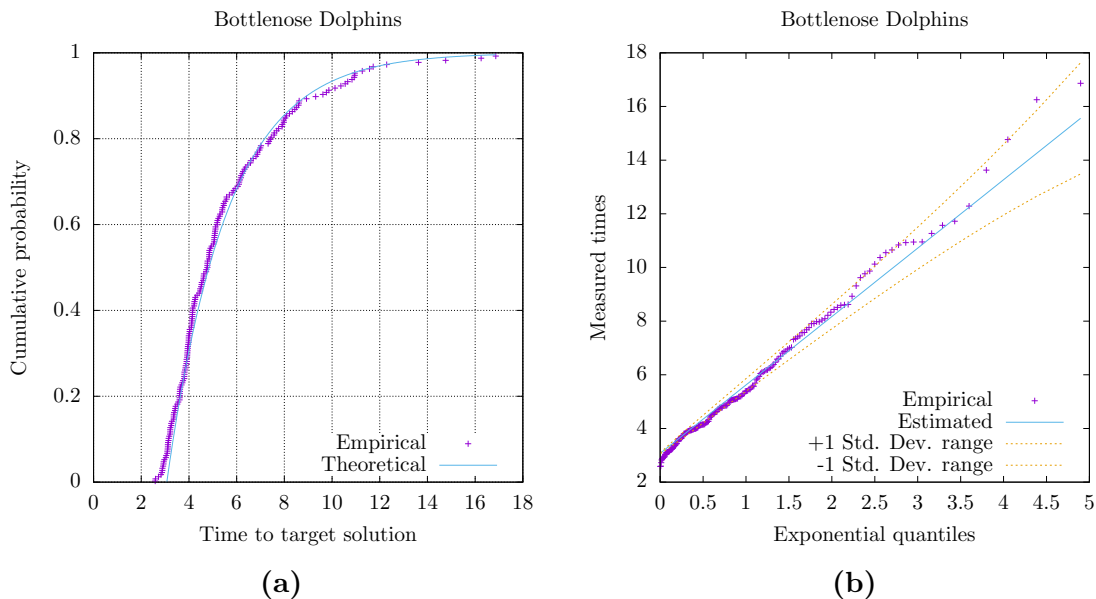 Bottlenose Dolphins
Cumulative probability
1
0.8
0.6
0.4
0.2
0
0 2 4 6 8 10 12 14 16 18
Empirical
Theoretical
Time to target solution
(a)
Bottlenose Dolphins
Measured times
18
16
14
12
10
8
6
4
2
0 0.5 1 1.5 2 2.5 3 3.5 4 4.5 5
Empirical
Estimated
+1 Std. Dev. range
-1 Std. Dev. range
Exponential quantiles
(b)